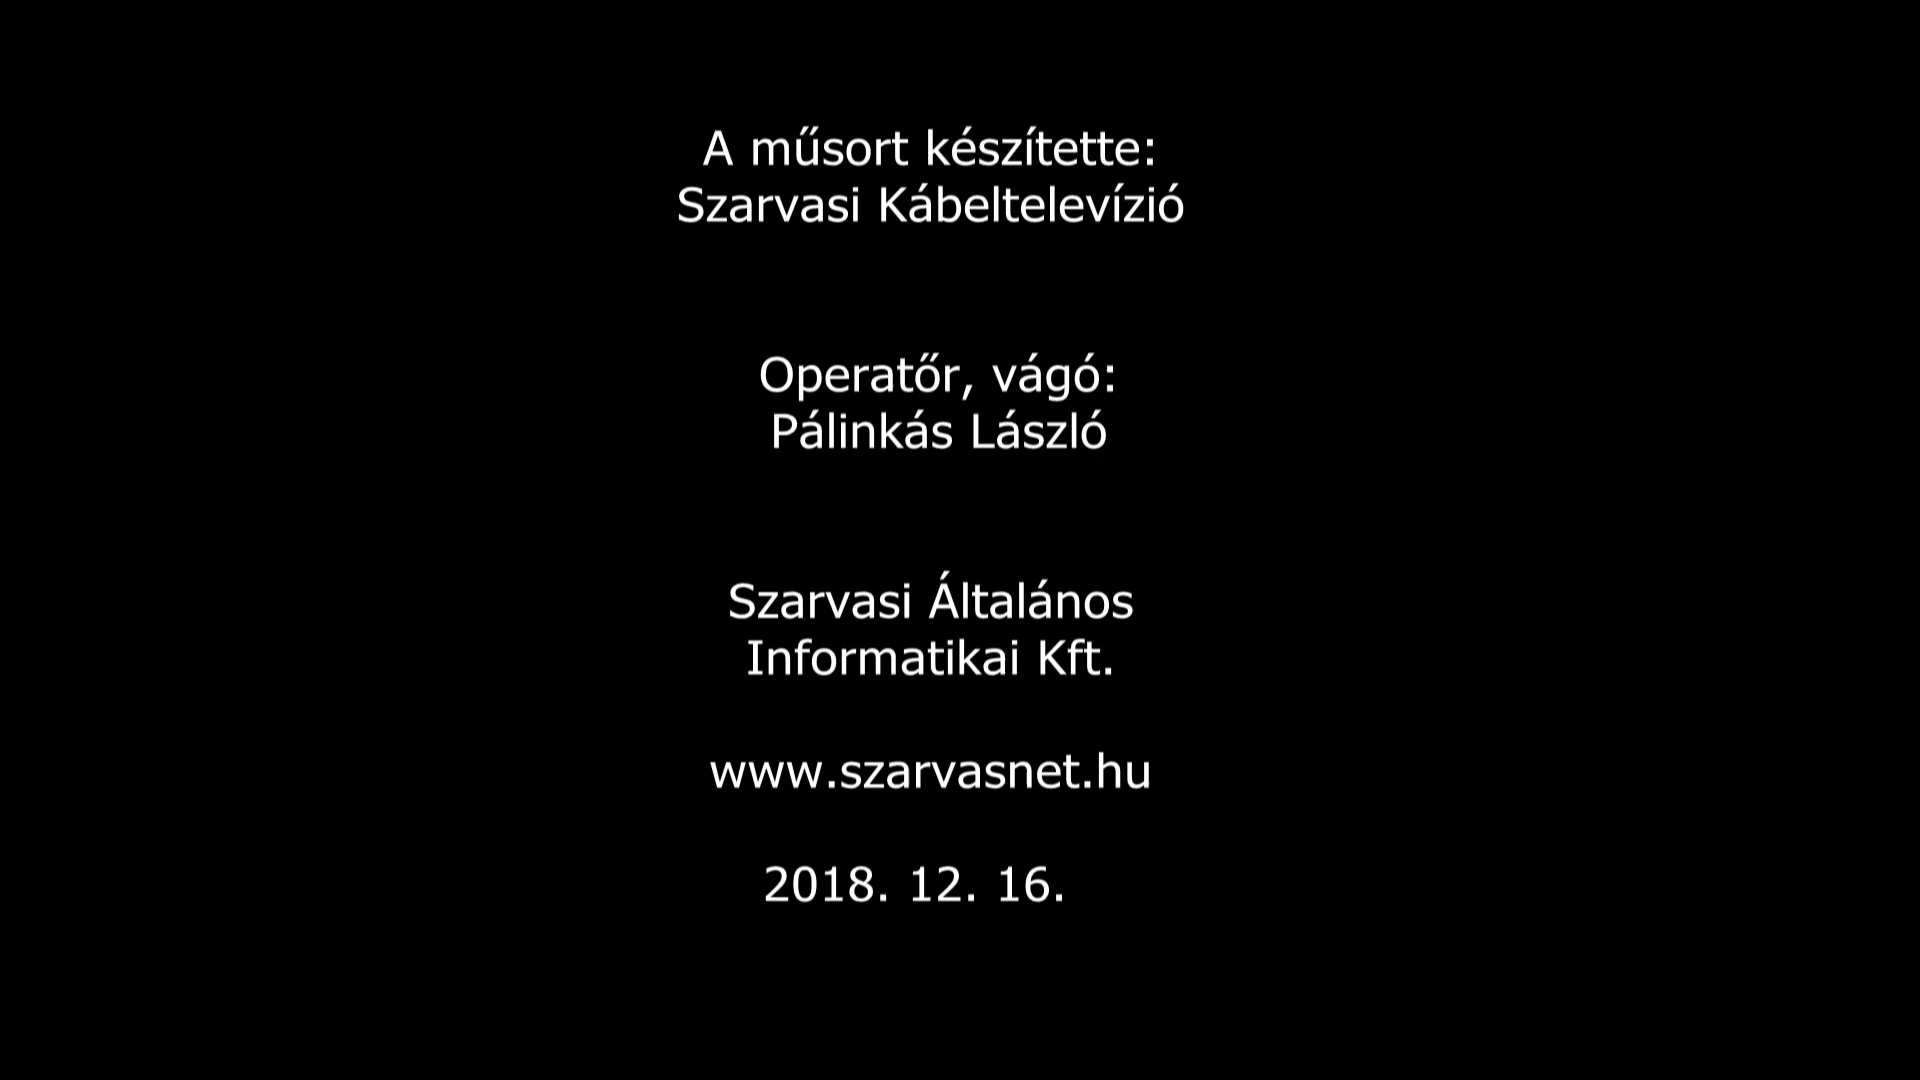 A műsort készítette:
Szarvasi Kábeltelevízió
Operatőr, vágó:
Pálinkás László
Szarvasi Általános
Informatikai Kft.
www.szarvasnet.hu
2018. 12. 16.